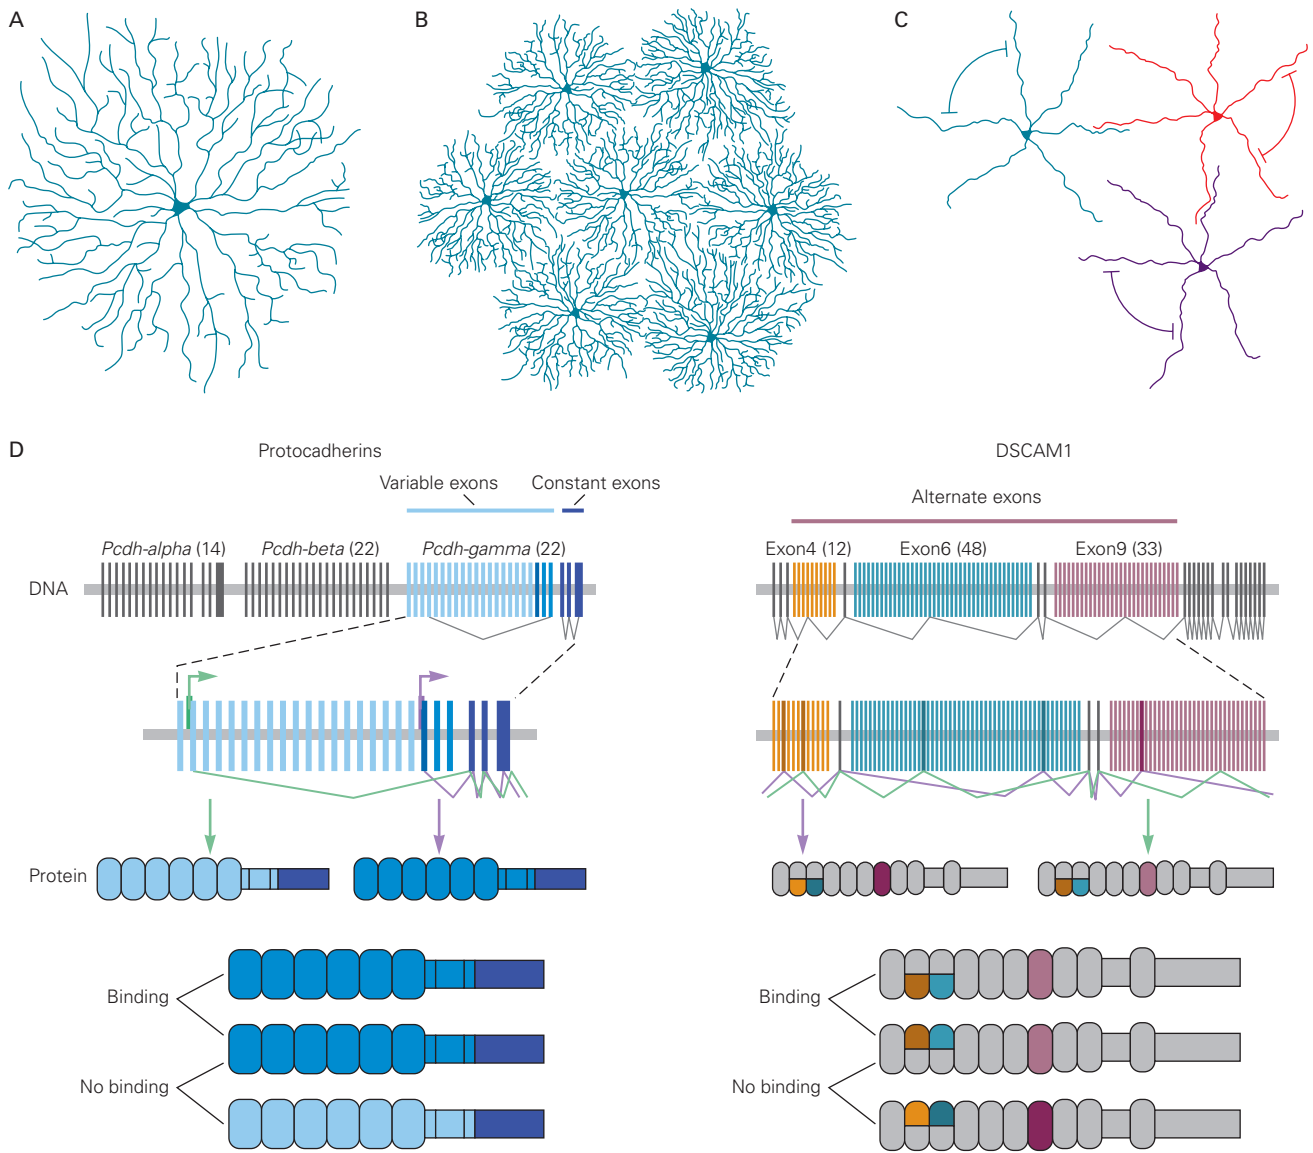 A
B
C
D
Protocadherins
DSCAM1
Variable exons
Constant exons
Alternate exons
Pcdh-alpha (14)
Pcdh-beta (22)
Pcdh-gamma (22)
Exon4 (12)
Exon6 (48)
Exon9 (33)
DNA
Protein
Binding
Binding
No binding
No binding